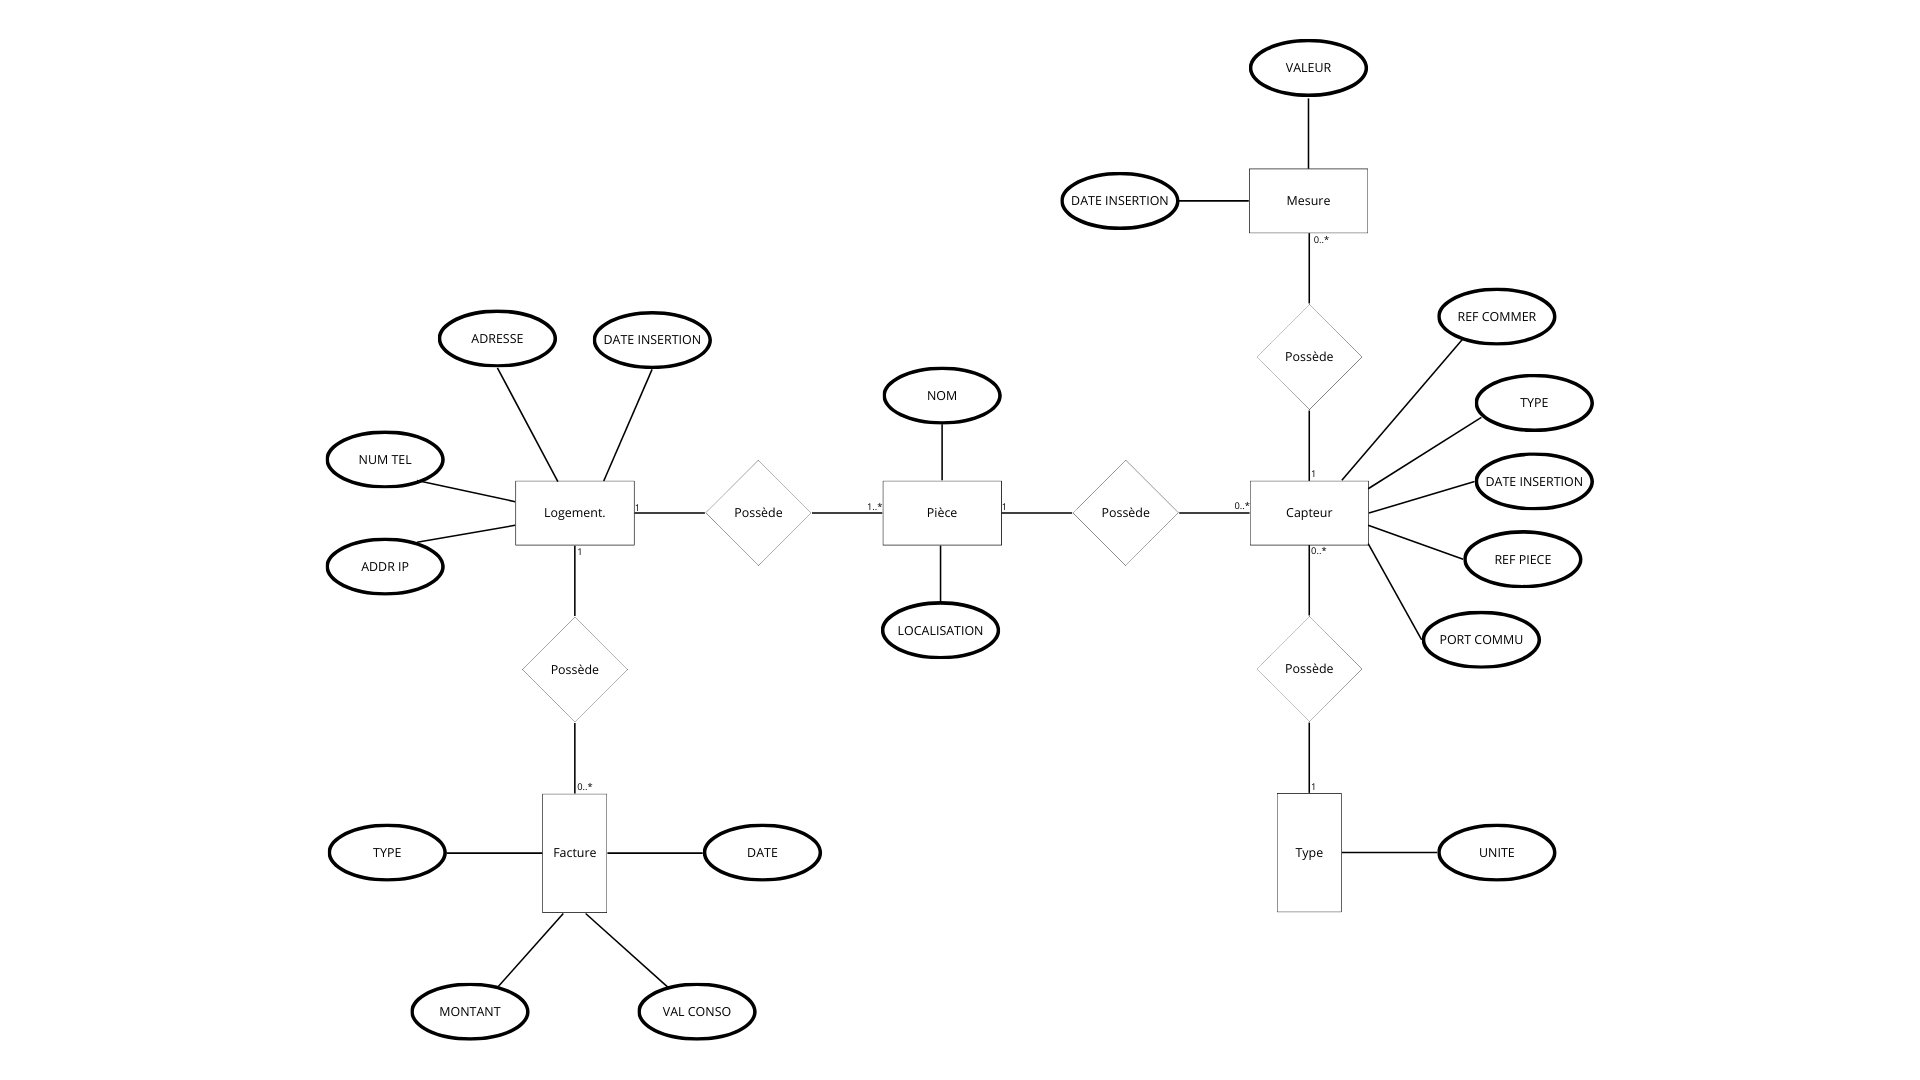 VALEUR
DATE INSERTION
Mesure
0..*
REF COMMER
ADRESSE
DATE INSERTION
Possède
NOM
TYPE
NUM TEL
1
DATE INSERTION
Logement.
1
Possède
1..*
Pièce
1
Possède
0..*
Capteur
1
0..*
ADDR IP
REF PIECE
LOCALISATION
PORT COMMU
Possède
Possède
0..*
1
TYPE
Facture
DATE
Type
UNITE
MONTANT
VAL CONSO